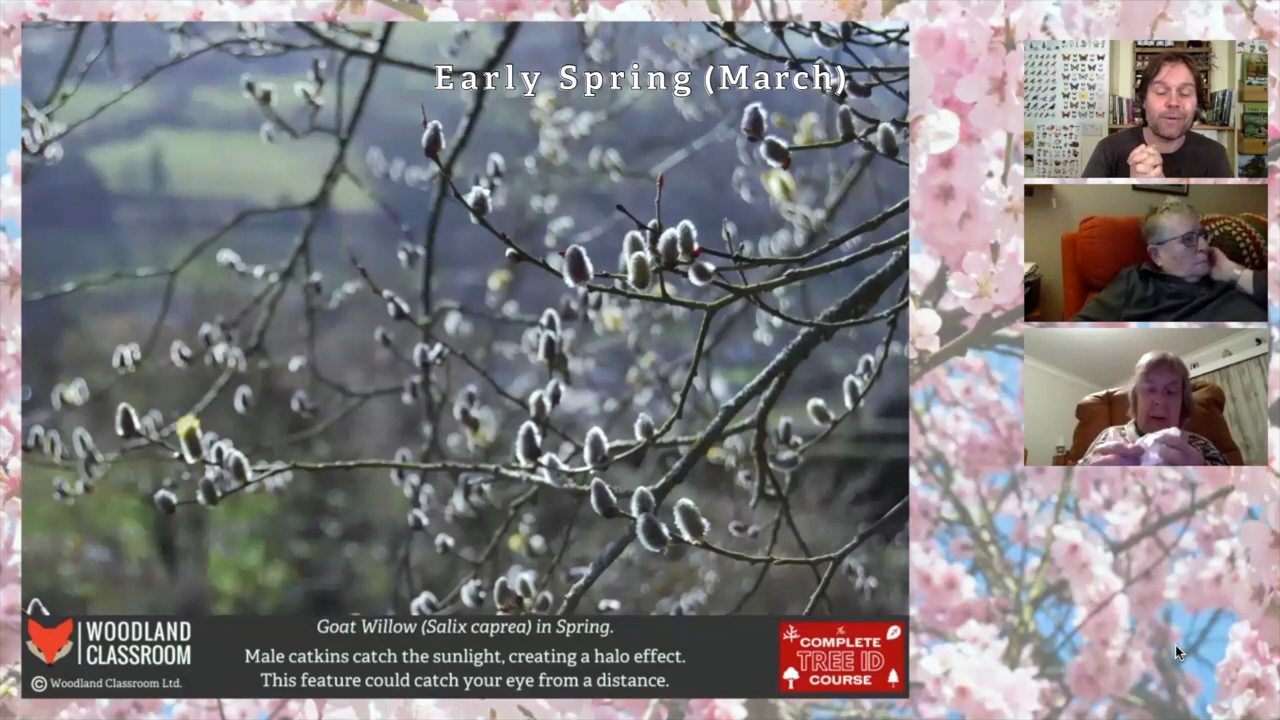 Early Spring (March)
Goat Willow (Salix caprea) in Spring.
Male catkins catch the sunlight, creating a halo effect.
This feature could catch your eye from a distance.
WOODLAND
CLASSROOM
© Woodland Classroom Ltd.
The
COMPLETE
TREE ID
COURSE